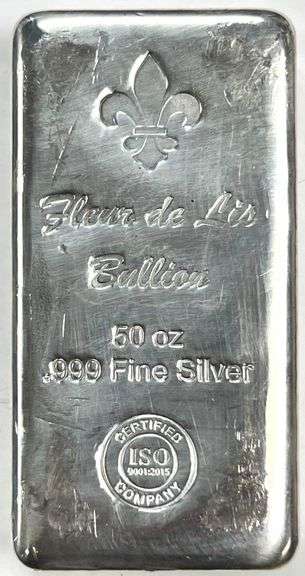 Fleur de Lis
Bullion
50 oz
.999 Fine Silver
CERTIFIED
ISO
9001:2015
COMPANY